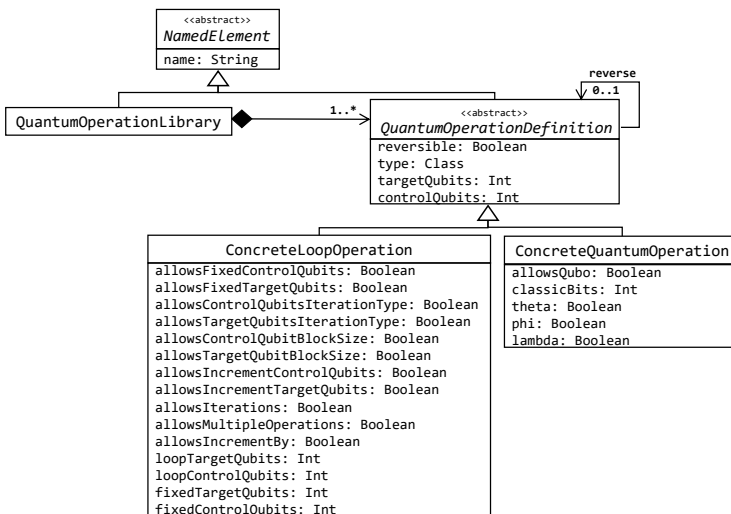 <<abstract>>
NamedElement
name: String
reverse
0..1
QuantumOperationLibrary
1..*
<<abstract>>
QuantumOperationDefinition
reversible: Boolean
type: Class
targetQubits: Int
controlQubits: Int
ConcreteLoopOperation
allowsFixedControlQubits: Boolean
allowsFixedTargetQubits: Boolean
allowsControlQubitsIterationType: Boolean
allowsTargetQubitsIterationType: Boolean
allowsControlQubitBlockSize: Boolean
allowsTargetQubitBlockSize: Boolean
allowsIncrementControlQubits: Boolean
allowsIncrementTargetQubits: Boolean
allowsIterations: Boolean
allowsMultipleOperations: Boolean
allowsIncrementBy: Boolean
loopTargetQubits: Int
loopControlQubits: Int
fixedTargetQubits: Int
fixedControlQubits: Int
ConcreteQuantumOperation
allowsQubo: Boolean
classicBits: Int
theta: Boolean
phi: Boolean
lambda: Boolean